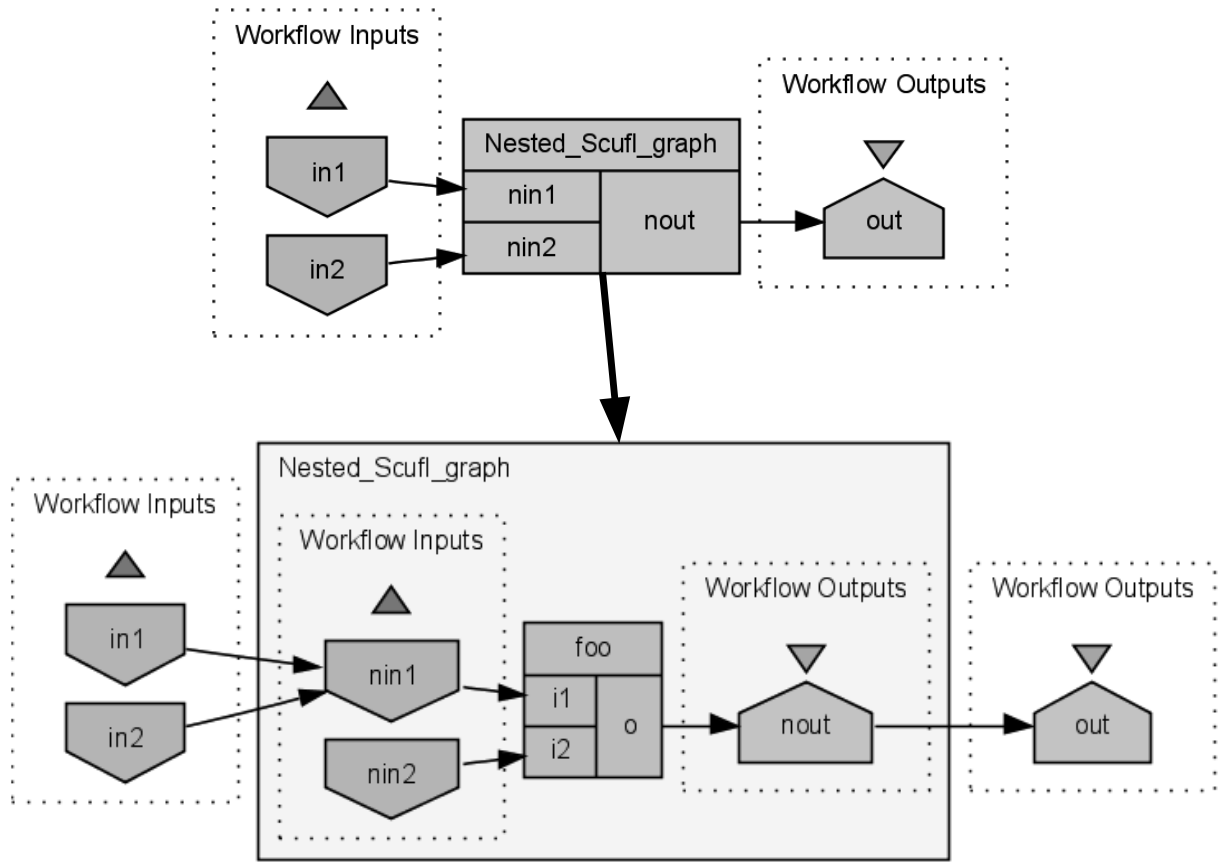 Workflow Inputs
in1
in2
Nested_Scufl_graph
nin1
nin2
nout
Workflow Outputs
out
Nested_Scufl_graph
Workflow Inputs
in1
in2
Workflow Inputs
nin1
nin2
foo
i1
i2
o
Workflow Outputs
nout
Workflow Outputs
out